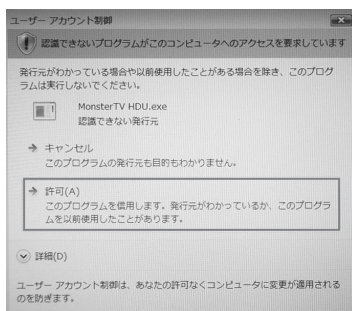 ユーザー アカウント制御
認識できないプログラムがこのコンピュータへのアクセスを要求しています
発行元がわかっている場合や以前使用したことがある場合を除き、このプログ
ラムは実行しないでください。
MonsterTV HDU.exe
認識できない発行元
キャンセル
このプログラムの発行元も目的もわかりません。
許可(A)
このプログラムを信用します。発行元がわかっているか、このプログラ
ムを以前使用したことがあります。
詳細(D)
ユーザー アカウント制御は、あなたの許可なくコンピュータに変更が適用される
のを防ぎます。